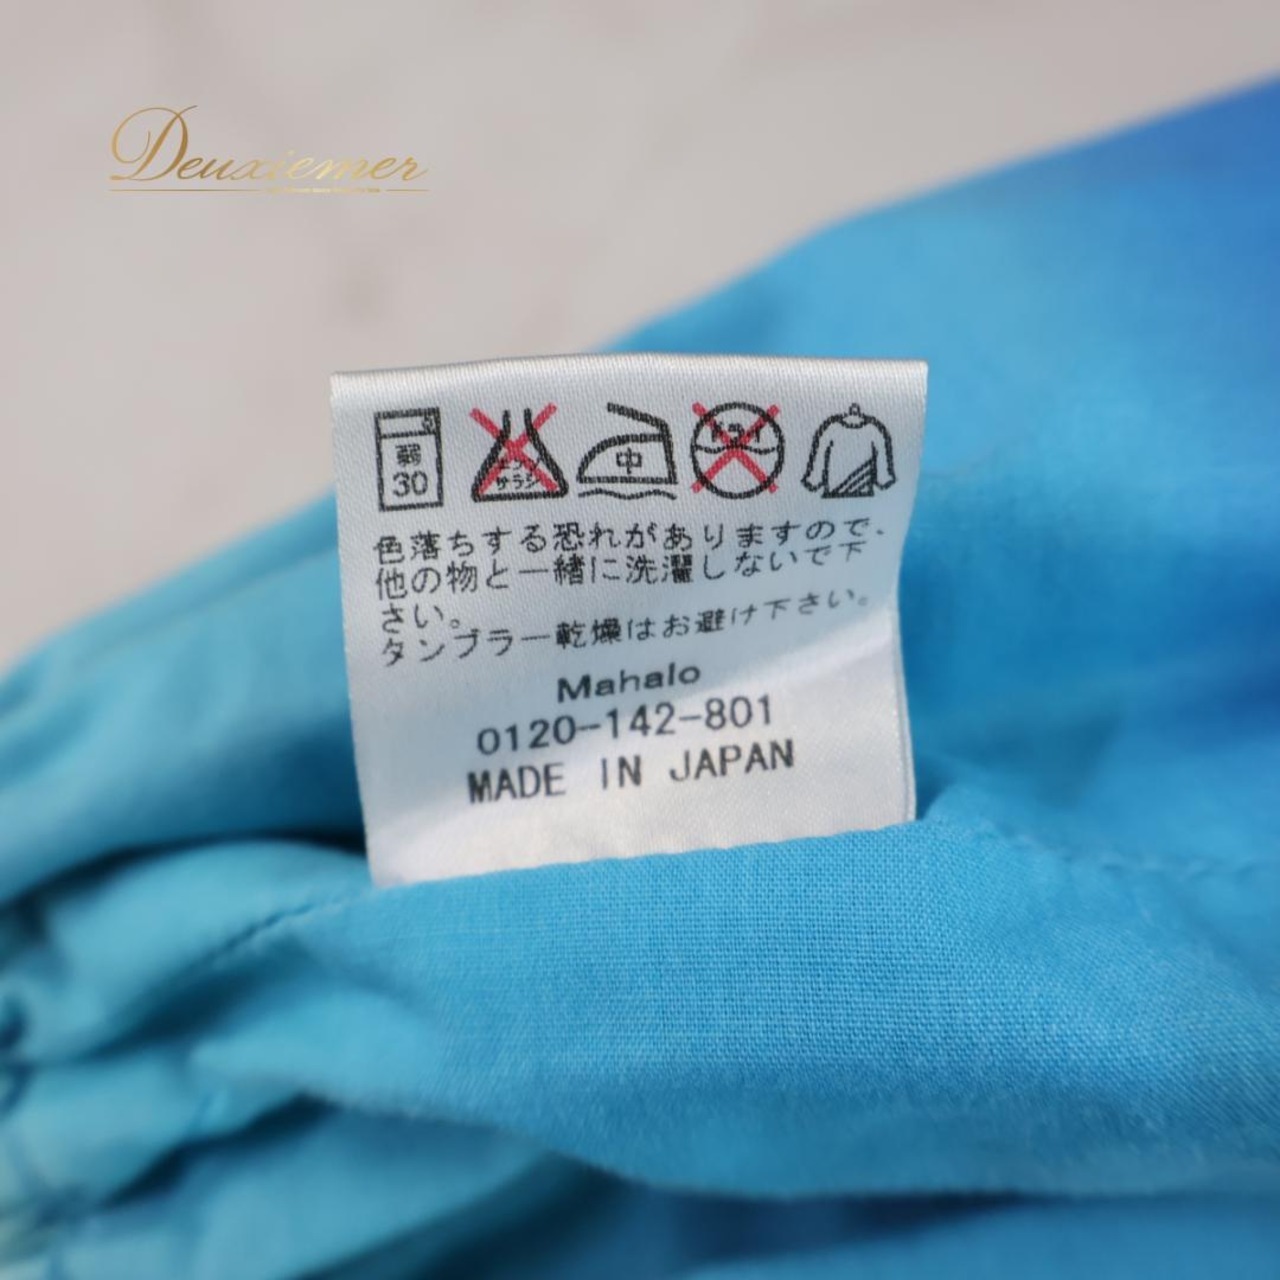 Deuxiemer
弱
30
エンソ
サラシ
中
ドライ
色落ちする恐れがありますので、
他の物と一緒に洗濯しないで下
さい。
タンブラー乾燥はお避け下さい。
Mahalo
0120-142-801
MADE IN JAPAN